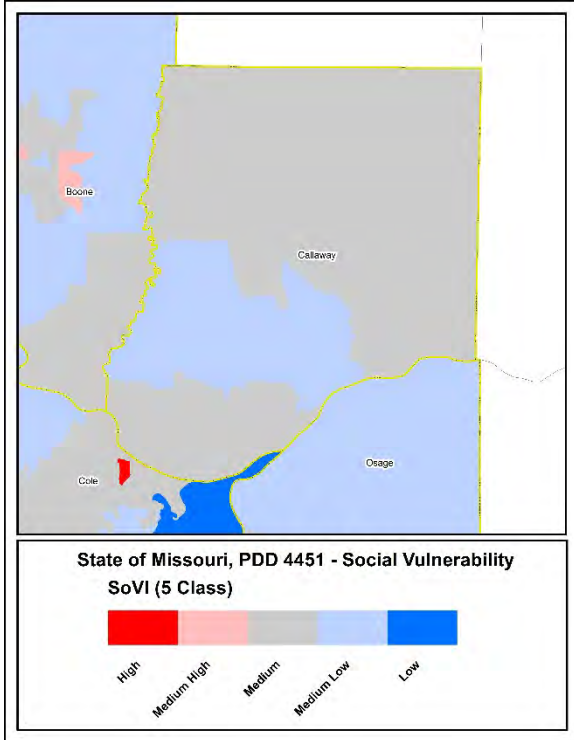 Boone
Callaway
Osage
Cole
State of Missouri, PDD 4451 - Social Vulnerability
SoVI (5 Class)
High
Medium High
Medium
Medium Low
Low